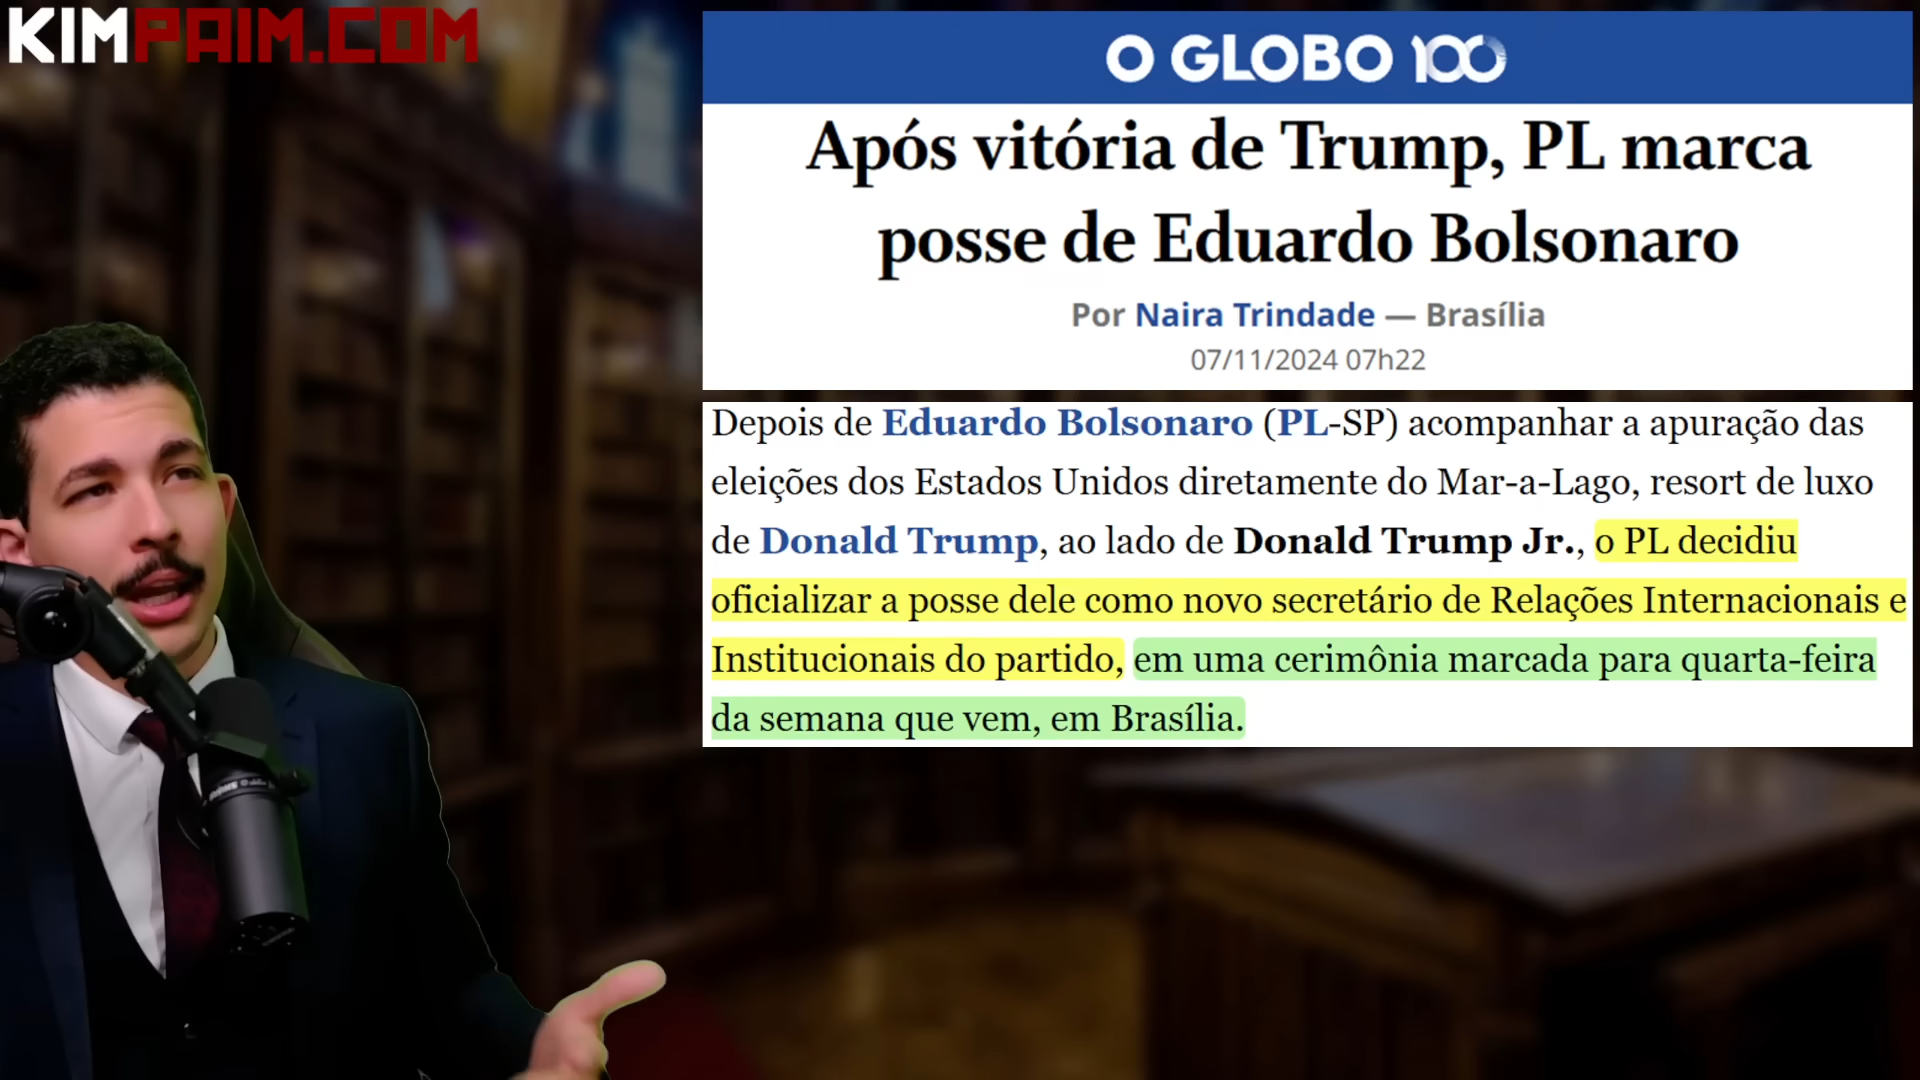 KIMPAIM.COM
O GLOBO 100
Após vitória de Trump, PL marca
posse de Eduardo Bolsonaro
Por Naira Trindade — Brasília
07/11/2024 07h22
Depois de Eduardo Bolsonaro (PL-SP) acompanhar a apuração das
eleições dos Estados Unidos diretamente do Mar-a-Lago, resort de luxo
de Donald Trump, ao lado de Donald Trump Jr., o PL decidiu
oficializar a posse dele como novo secretário de Relações Internacionais e
Institucionais do partido, em uma cerimônia marcada para quarta-feira
da semana que vem, em Brasília.